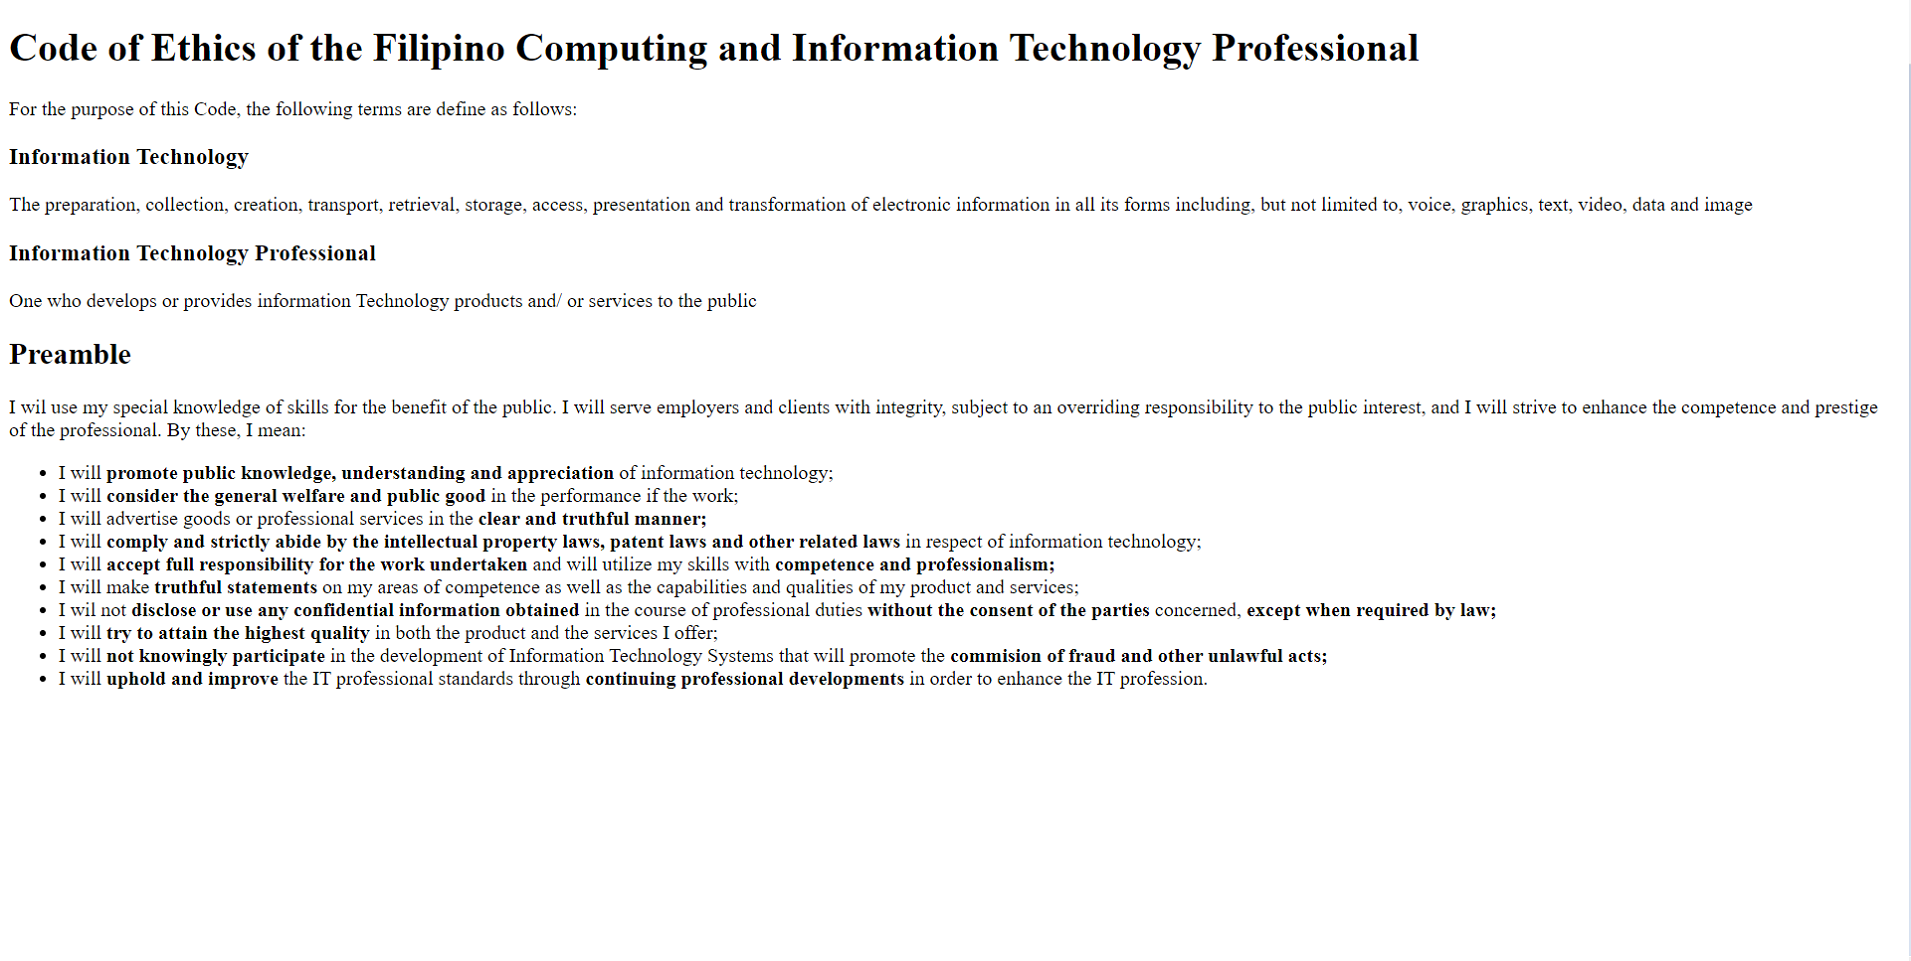 Code of Ethics of the Filipino Computing and Information Technology Professional
For the purpose of this Code, the following terms are define as follows:
Information Technology
The preparation, collection, creation, transport, retrieval, storage, access, presentation and transformation of electronic information in all its forms including, but not limited to, voice, graphics, text, video, data and image
Information Technology Professional
One who develops or provides information Technology products and/ or services to the public
Preamble
I wil use my special knowledge of skills for the benefit of the public. I will serve employers and clients with integrity, subject to an overriding responsibility to the public interest, and I will strive to enhance the competence and prestige
of the professional. By these, I mean:
• I will promote public knowledge, understanding and appreciation of information technology;
• I will consider the general welfare and public good in the performance if the work;
• I will advertise goods or professional services in the clear and truthful manner;
• I will comply and strictly abide by the intellectual property laws, patent laws and other related laws in respect of information technology;
• I will accept full responsibility for the work undertaken and will utilize my skills with competence and professionalism;
• I will make truthful statements on my areas of competence as well as the capabilities and qualities of my product and services;
• I wil not disclose or use any confidential information obtained in the course of professional duties without the consent of the parties concerned, except when required by law;
• I will try to attain the highest quality in both the product and the services I offer;
• I will not knowingly participate in the development of Information Technology Systems that will promote the commision of fraud and other unlawful acts;
• I will uphold and improve the IT professional standards through continuing professional developments in order to enhance the IT profession.